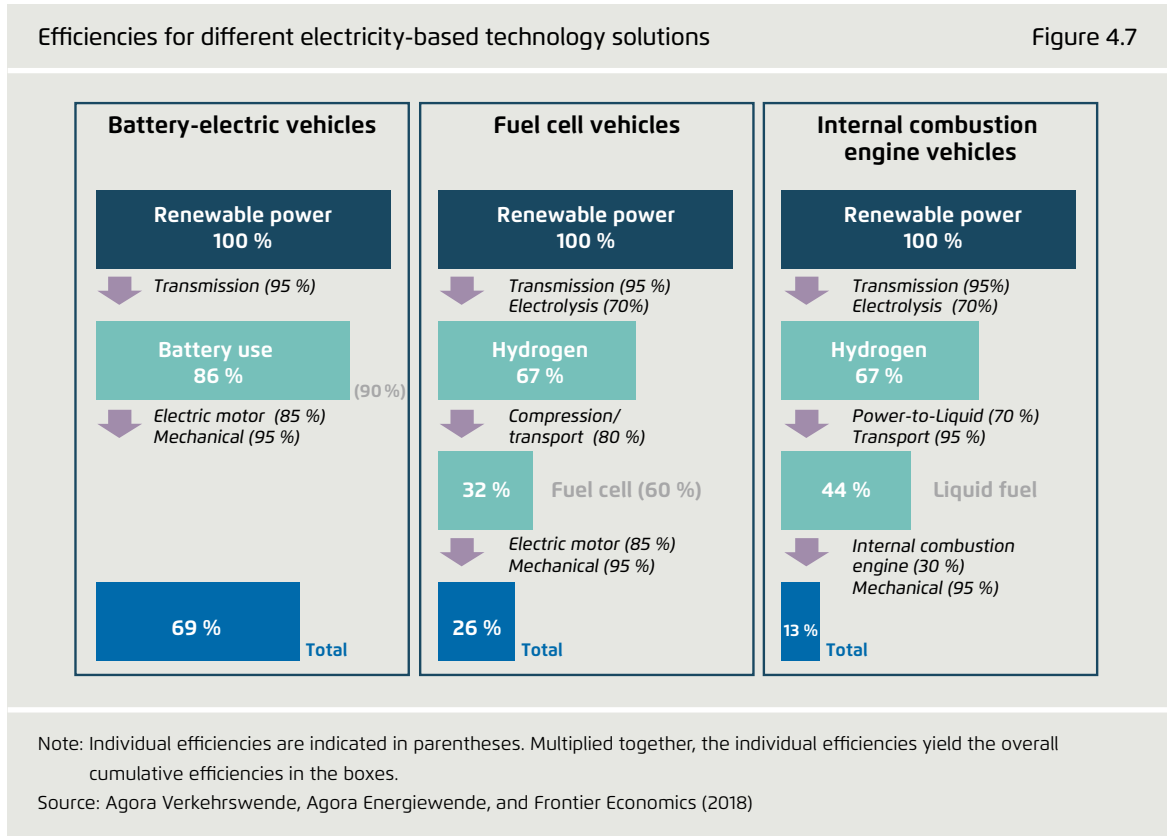 Efficiencies for different electricity-based technology solutions
Figure 4.7
Battery-electric vehicles
Renewable power
100 %
Transmission (95 %)
Battery use
86 %
(90 %)
Electric motor (85 %)
Mechanical (95 %)
69 %
Total
Fuel cell vehicles
Renewable power
100 %
Transmission (95 %)
Electrolysis (70%)
Hydrogen
67 %
Compression/
transport (80 %)
32 %
Fuel cell (60 %)
Electric motor (85 %)
Mechanical (95 %)
26 %
Total
Internal combustion
engine vehicles
Renewable power
100 %
Transmission (95%)
Electrolysis (70%)
Hydrogen
67 %
Power-to-Liquid (70 %)
Transport (95 %)
44 %
Liquid fuel
Internal combustion
engine (30 %)
Mechanical (95 %)
13 %
Total
Note: Individual efficiencies are indicated in parentheses. Multiplied together, the individual efficiencies yield the overall
cumulative efficiencies in the boxes.
Source: Agora Verkehrswende, Agora Energiewende, and Frontier Economics (2018)